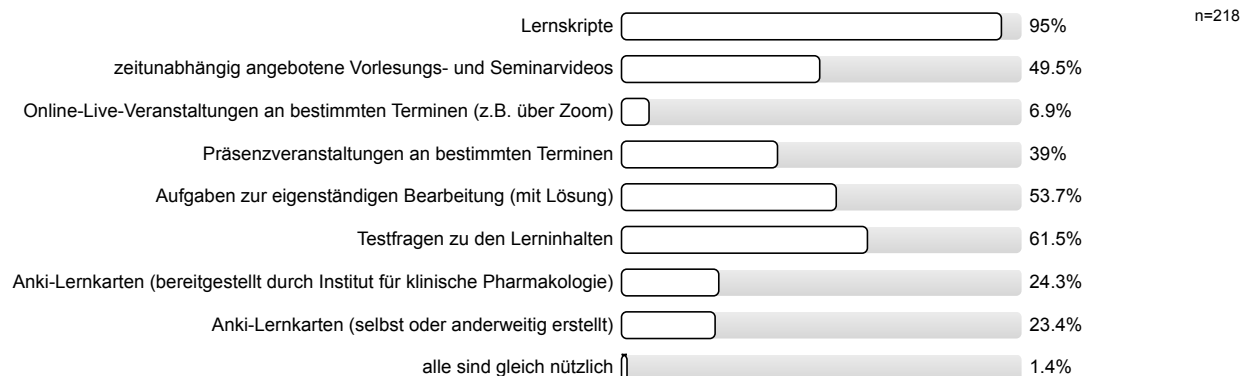 n=218
Lernskripte 95%
zeitunabhängig angebotene Vorlesungs- und Seminarvideos 49.5%
Online-Live-Veranstaltungen an bestimmten Terminen (z.B. über Zoom) 6.9%
Präsenzveranstaltungen an bestimmten Terminen 39%
Aufgaben zur eigenständigen Bearbeitung (mit Lösung) 53.7%
Testfragen zu den Lerninhalten 61.5%
Anki-Lernkarten (bereitgestellt durch Institut für klinische Pharmakologie) 24.3%
Anki-Lernkarten (selbst oder anderweitig erstellt) 23.4%
alle sind gleich nützlich 1.4%